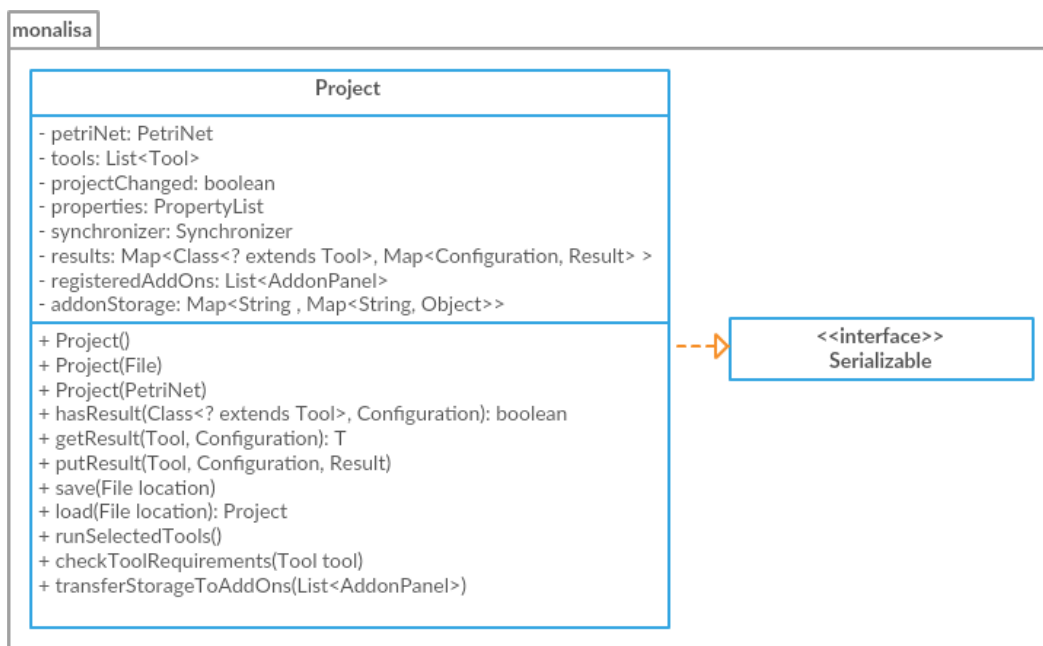 monalisa
Project
- petriNet: PetriNet
- tools: List<Tool>
- projectChanged: boolean
- properties: PropertyList
- synchronizer: Synchronizer
- results: Map<Class<? extends Tool>, Map<Configuration, Result> >
- registeredAddOns: List<AddonPanel>
- addonStorage: Map<String , Map<String, Object>>
+ Project()
+ Project(File)
+ Project(PetriNet)
+ hasResult(Class<? extends Tool>, Configuration): boolean
+ getResult(Tool, Configuration): T
+ putResult(Tool, Configuration, Result)
+ save(File location)
+ load(File location): Project
+ runSelectedTools()
+ checkToolRequirements(Tool tool)
+ transferStorageToAddOns(List<AddonPanel>)
<<interface>>
Serializable